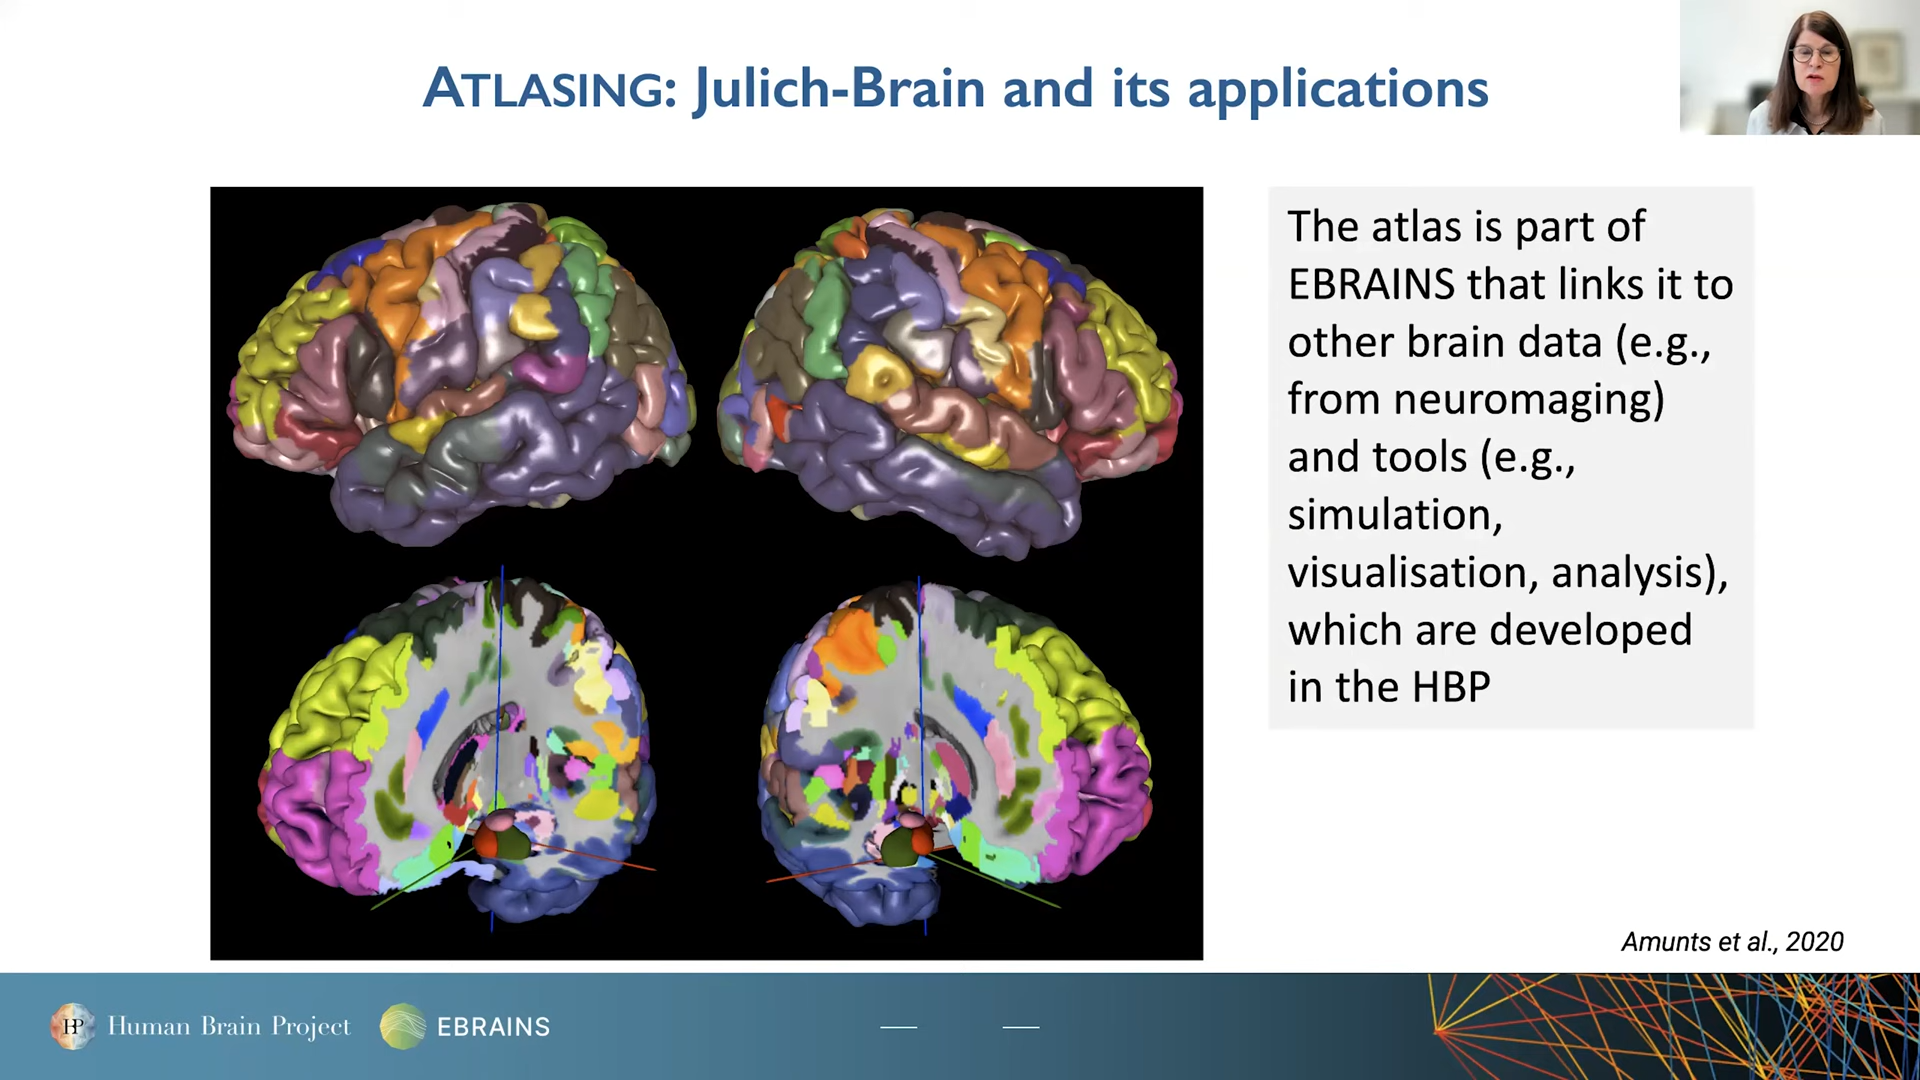 ATLASING: Julich-Brain and its applications
The atlas is part of
EBRAINS that links it to
other brain data (e.g.,
from neuromaging)
and tools (e.g.,
simulation,
visualisation, analysis),
which are developed
in the HBP
Amunts et al., 2020
HP Human Brain Project
EBRAINS